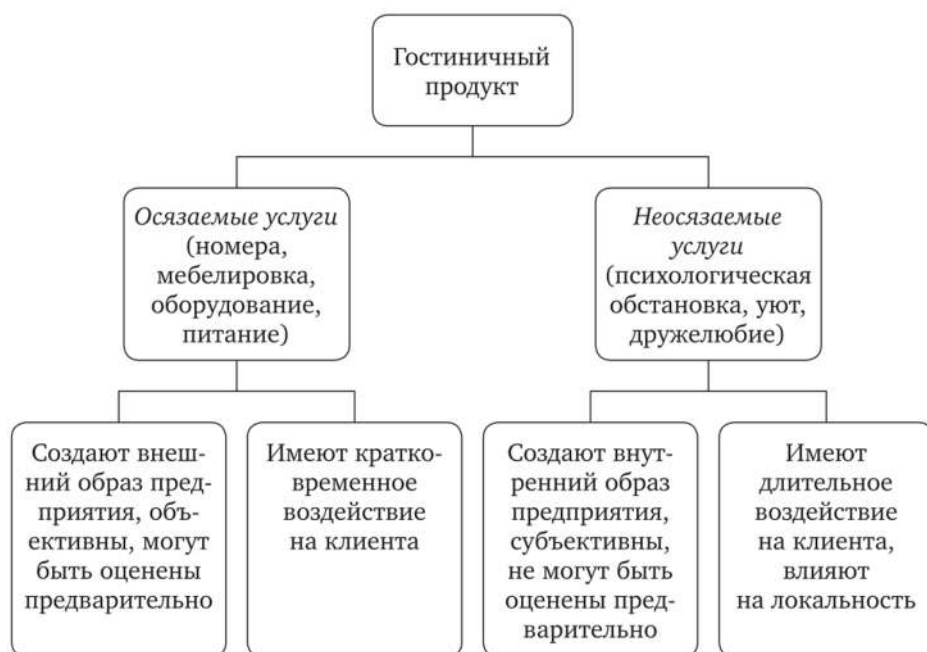 Гостиничный
продукт
Осязаемые услуги
(номера,
мебелировка,
оборудование,
питание)
Неосязаемые
услуги
(психологическая
обстановка, уют,
дружелюбие)
Создают внеш-
ний образ пред-
приятия, объ-
ективны, могут
быть оценены
предварительно
Имеют кратко-
временное
воздействие
на клиента
Создают внут-
ренний образ
предприятия,
субъективны,
не могут быть
оценены пред-
варительно
Имеют
длительное
воздействие
на клиента,
влияют
на локальность